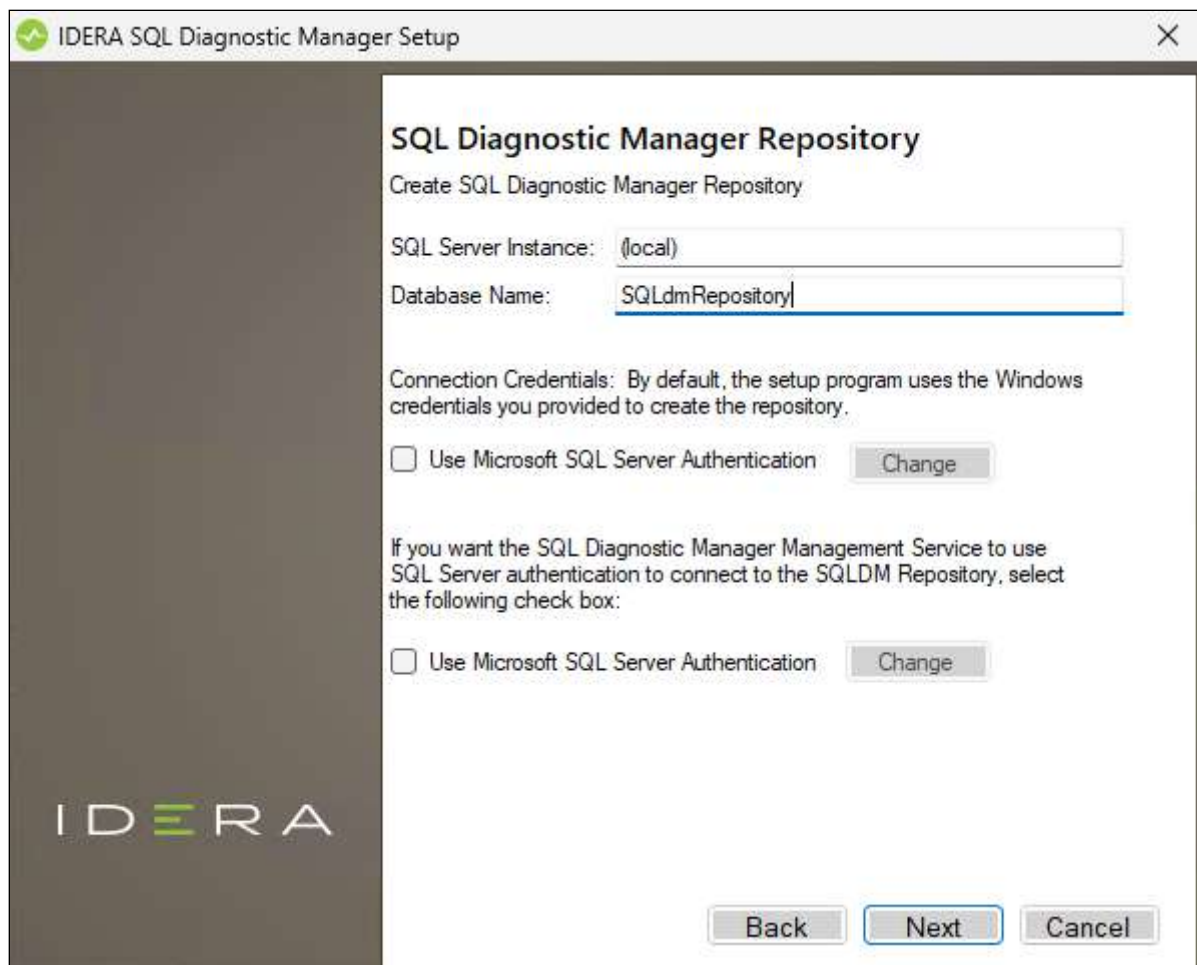 IDERA SQL Diagnostic Manager Setup
SQL Diagnostic Manager Repository
Create SQL Diagnostic Manager Repository
SQL Server Instance: (local)
Database Name: SQLdmRepository
Connection Credentials: By default, the setup program uses the Windows
credentials you provided to create the repository.
Use Microsoft SQL Server Authentication Change
If you want the SQL Diagnostic Manager Management Service to use
SQL Server authentication to connect to the SQLDM Repository, select
the following check box:
Use Microsoft SQL Server Authentication Change
IDERA
Back Next Cancel